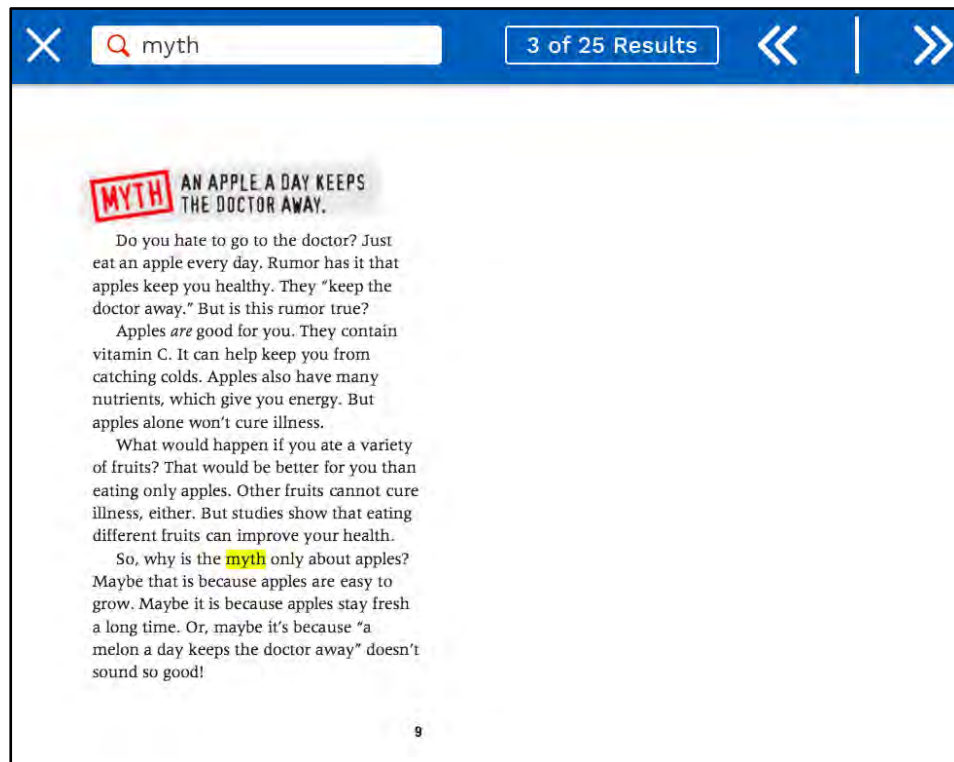 myth
3 of 25 Results
MYTH
AN APPLE A DAY KEEPS
THE DOCTOR AWAY.
Do you hate to go to the doctor? Just
eat an apple every day. Rumor has it that
apples keep you healthy. They “keep the
doctor away.” But is this rumor true?
Apples are good for you. They contain
vitamin C. It can help keep you from
catching colds. Apples also have many
nutrients, which give you energy. But
apples alone won’t cure illness.
What would happen if you ate a variety
of fruits? That would be better for you than
eating only apples. Other fruits cannot cure
illness, either. But studies show that eating
different fruits can improve your health.
So, why is the myth only about apples?
Maybe that is because apples are easy to
grow. Maybe it is because apples stay fresh
a long time. Or, maybe it’s because “a
melon a day keeps the doctor away” doesn’t
sound so good!
9